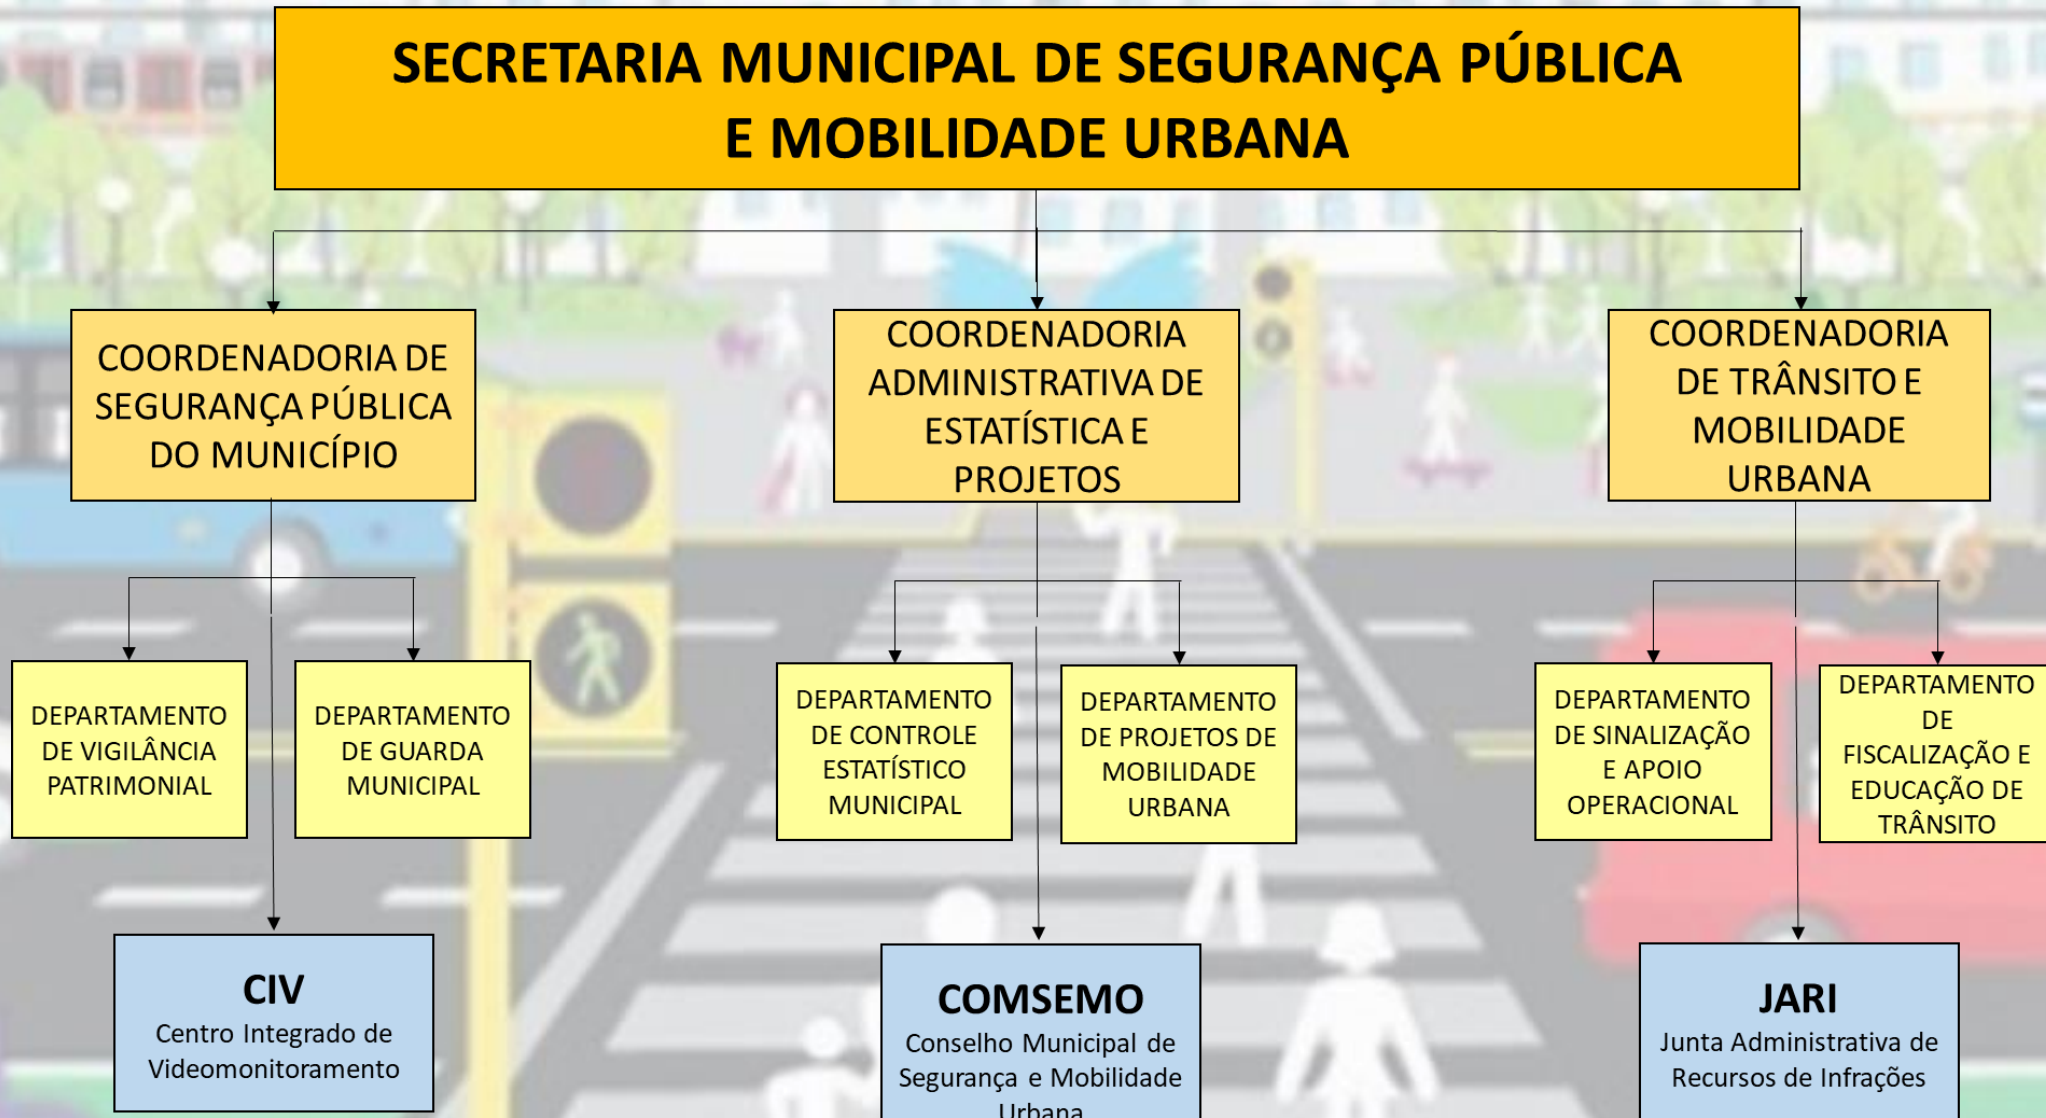 SECRETARIA MUNICIPAL DE SEGURANÇA PÚBLICA
E MOBILIDADE URBANA
COORDENADORIA DE
SEGURANÇA PÚBLICA
DO MUNICÍPIO
COORDENADORIA
ADMINISTRATIVA DE
ESTATÍSTICA E
PROJETOS
COORDENADORIA
DE TRÂNSITO E
MOBILIDADE
URBANA
DEPARTAMENTO
DE VIGILÂNCIA
PATRIMONIAL
DEPARTAMENTO
DE GUARDA
MUNICIPAL
DEPARTAMENTO
DE CONTROLE
ESTATÍSTICO
MUNICIPAL
DEPARTAMENTO
DE PROJETOS DE
MOBILIDADE
URBANA
DEPARTAMENTO
DE SINALIZAÇÃO
E APOIO
OPERACIONAL
DEPARTAMENTO
DE
FISCALIZAÇÃO E
EDUCAÇÃO DE
TRÂNSITO
CIV
Centro Integrado de
Videomonitoramento
COMSEMO
Conselho Municipal de
Segurança e Mobilidade
Urbana
JARI
Junta Administrativa de
Recursos de Infrações